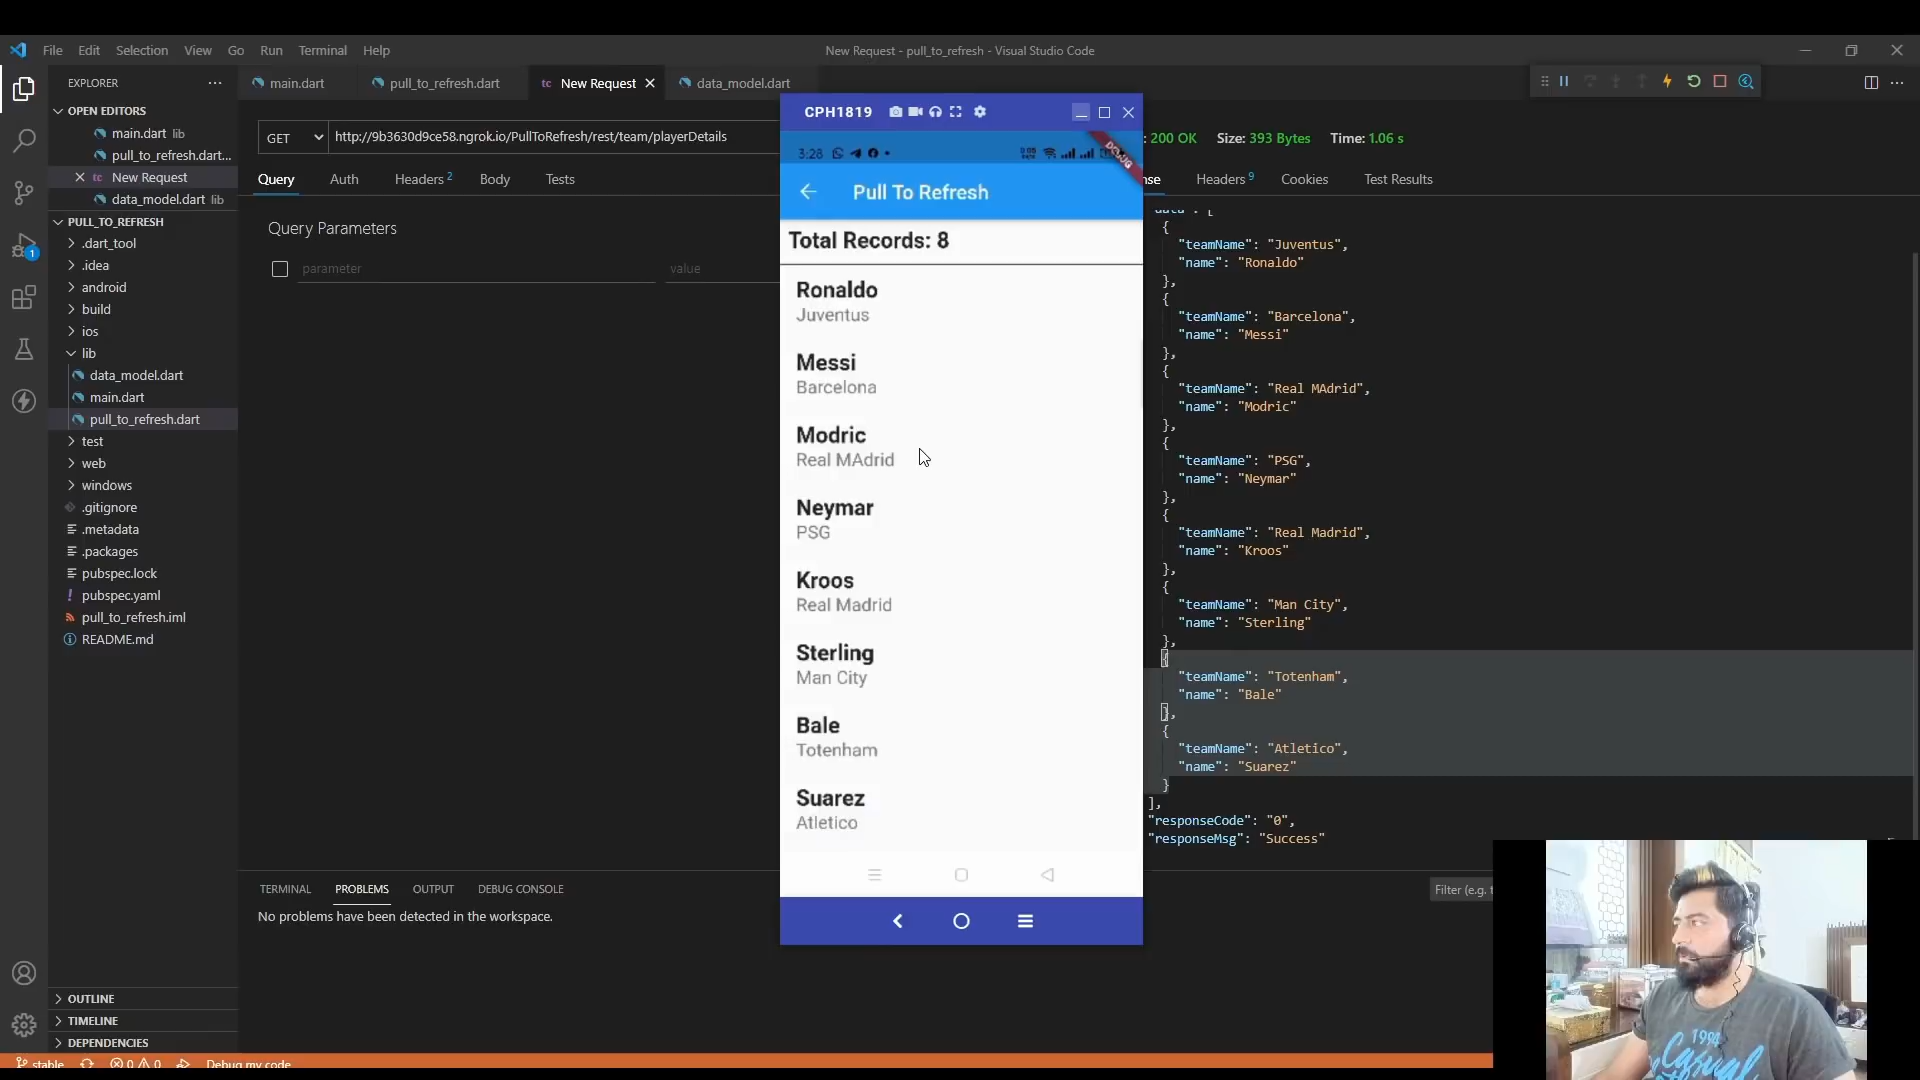 File Edit Selection View Go Run Terminal Help
New Request - pull_to_refresh - Visual Studio Code
EXPLORER
OPEN EDITORS
main.dart lib
pull_to_refresh.dart...
New Request
data_model.dart lib
PULL_TO_REFRESH
.dart_tool
.idea
android
build
ios
lib
data_model.dart
main.dart
pull_to_refresh.dart
test
web
windows
.gitignore
.metadata
.packages
pubspec.lock
pubspec.yaml
pull_to_refresh.iml
README.md
OUTLINE
TIMELINE
DEPENDENCIES
main.dart pull_to_refresh.dart New Request data_model.dart
GET http://9b3630d9ce58.ngrok.io/PullToRefresh/rest/team/playerDetails
Query Auth Headers 2 Body Tests
Query Parameters
parameter value
CPH1819
3:28
DEBUG
Pull To Refresh
Total Records: 8
Ronaldo
Juventus
Messi
Barcelona
Modric
Real MAdrid
Neymar
PSG
Kroos
Real Madrid
Sterling
Man City
Bale
Totenham
Suarez
Atletico
: 200 OK Size: 393 Bytes Time: 1.06 s
nse Headers 9 Cookies Test Results
"data": [
{
"teamName": "Juventus",
"name": "Ronaldo"
},
{
"teamName": "Barcelona",
"name": "Messi"
},
{
"teamName": "Real MAdrid",
"name": "Modric"
},
{
"teamName": "PSG",
"name": "Neymar"
},
{
"teamName": "Real Madrid",
"name": "Kroos"
},
{
"teamName": "Man City",
"name": "Sterling"
},
{
"teamName": "Totenham",
"name": "Bale"
},
{
"teamName": "Atletico",
"name": "Suarez"
}
],
"responseCode": "0",
"responseMsg": "Success"
TERMINAL PROBLEMS OUTPUT DEBUG CONSOLE
Filter (e.g. t
No problems have been detected in the workspace.
stable 0 0 Debug my code
1994
Casual